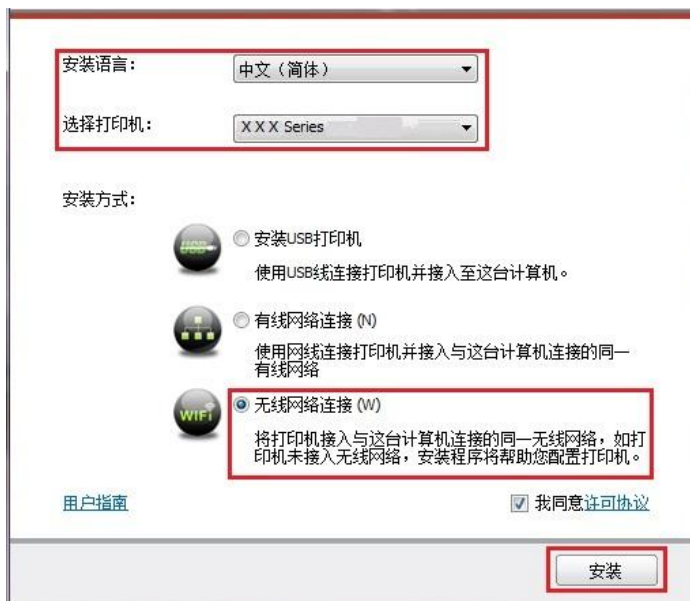 安装语言：
中文（简体）
选择打印机：
XXX Series
安装方式：
USB
安装USB打印机
使用USB线连接打印机并接入至这台计算机。
有线网络连接 (N)
使用网线连接打印机并接入与这台计算机连接的同一
有线网络
WiFi
无线网络连接 (W)
将打印机接入与这台计算机连接的同一无线网络，如打
印机未接入无线网络，安装程序将帮助您配置打印机。
用户指南
我同意许可协议
安装